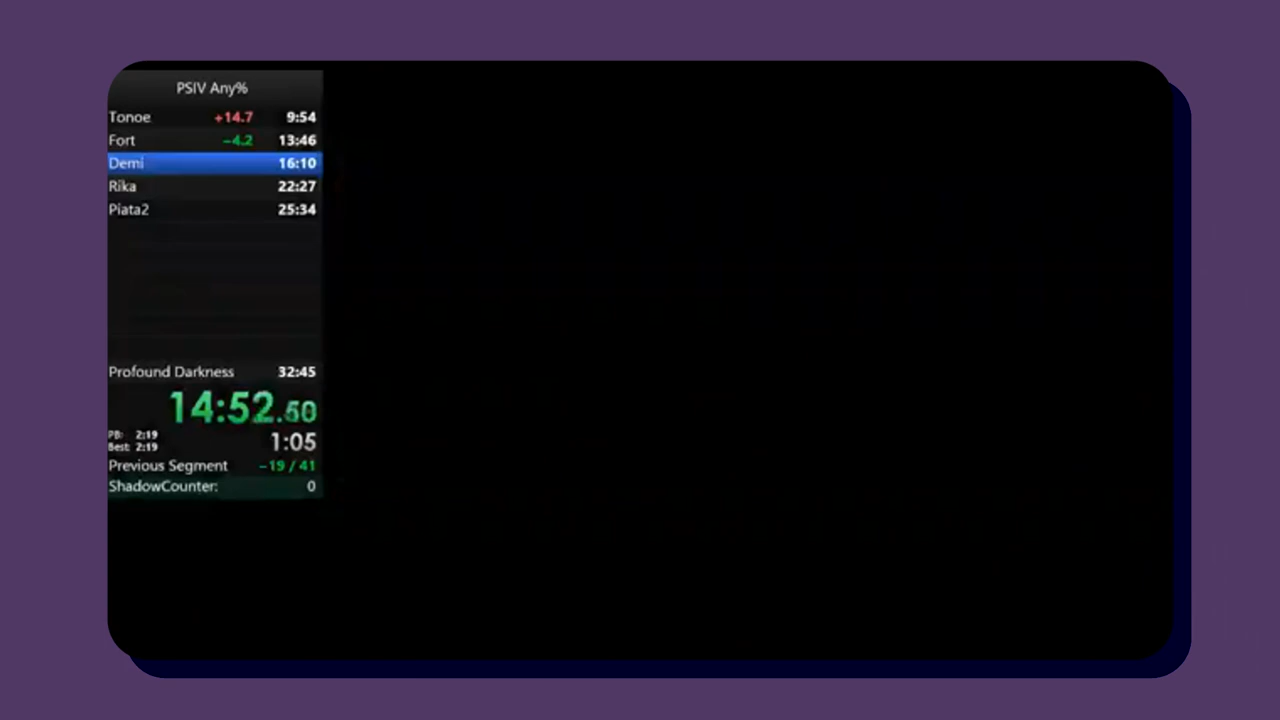 PSIV Any%
Tonoe +14.7 9:54
Fort −4.2 13:46
Demi 16:10
Rika 22:27
Piata2 25:34
Profound Darkness 32:45
14:52.50
PB: 2:19
Best: 2:19
1:05
Previous Segment −19 / 41
ShadowCounter: 0